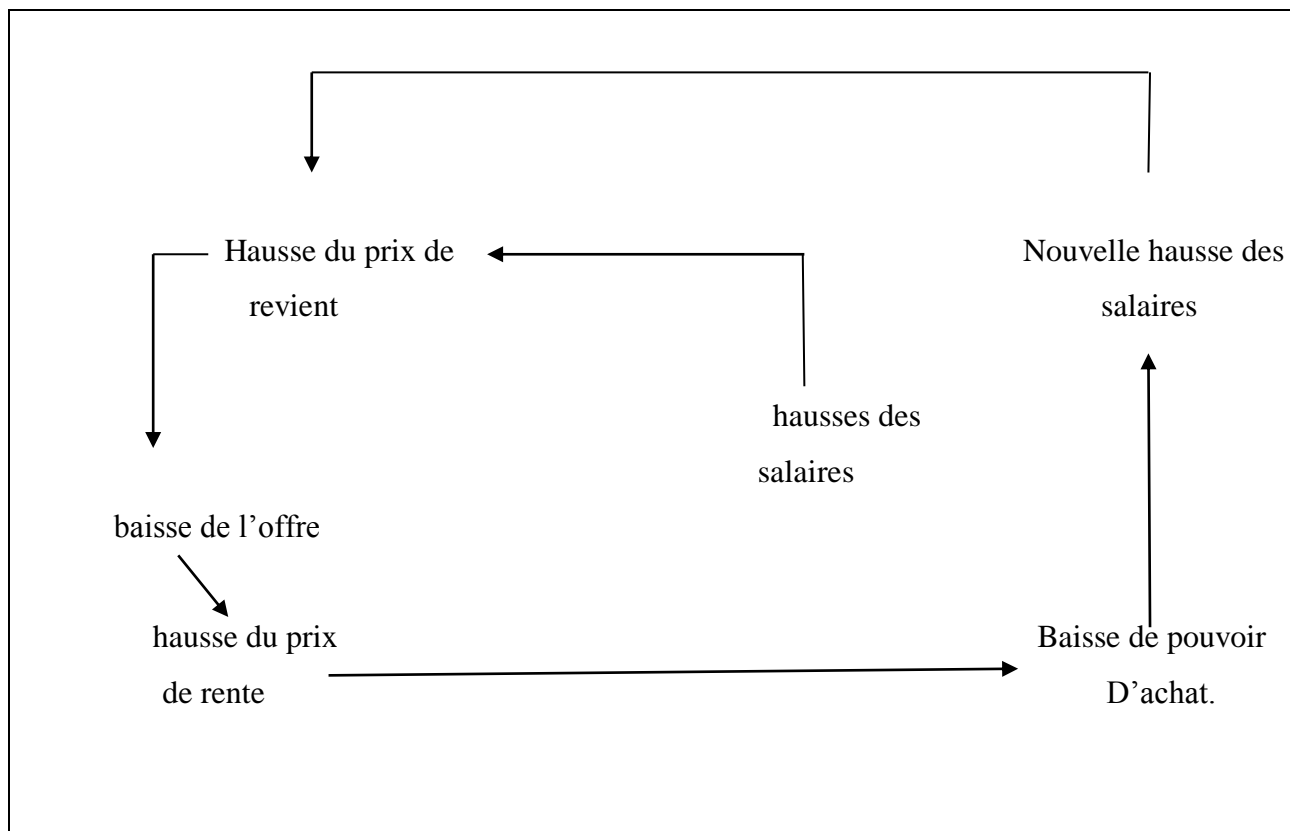 Hausse du prix de
revient
Nouvelle hausse des
salaires
hausses des
salaires
baisse de l’offre
hausse du prix
de rente
Baisse de pouvoir
D’achat.